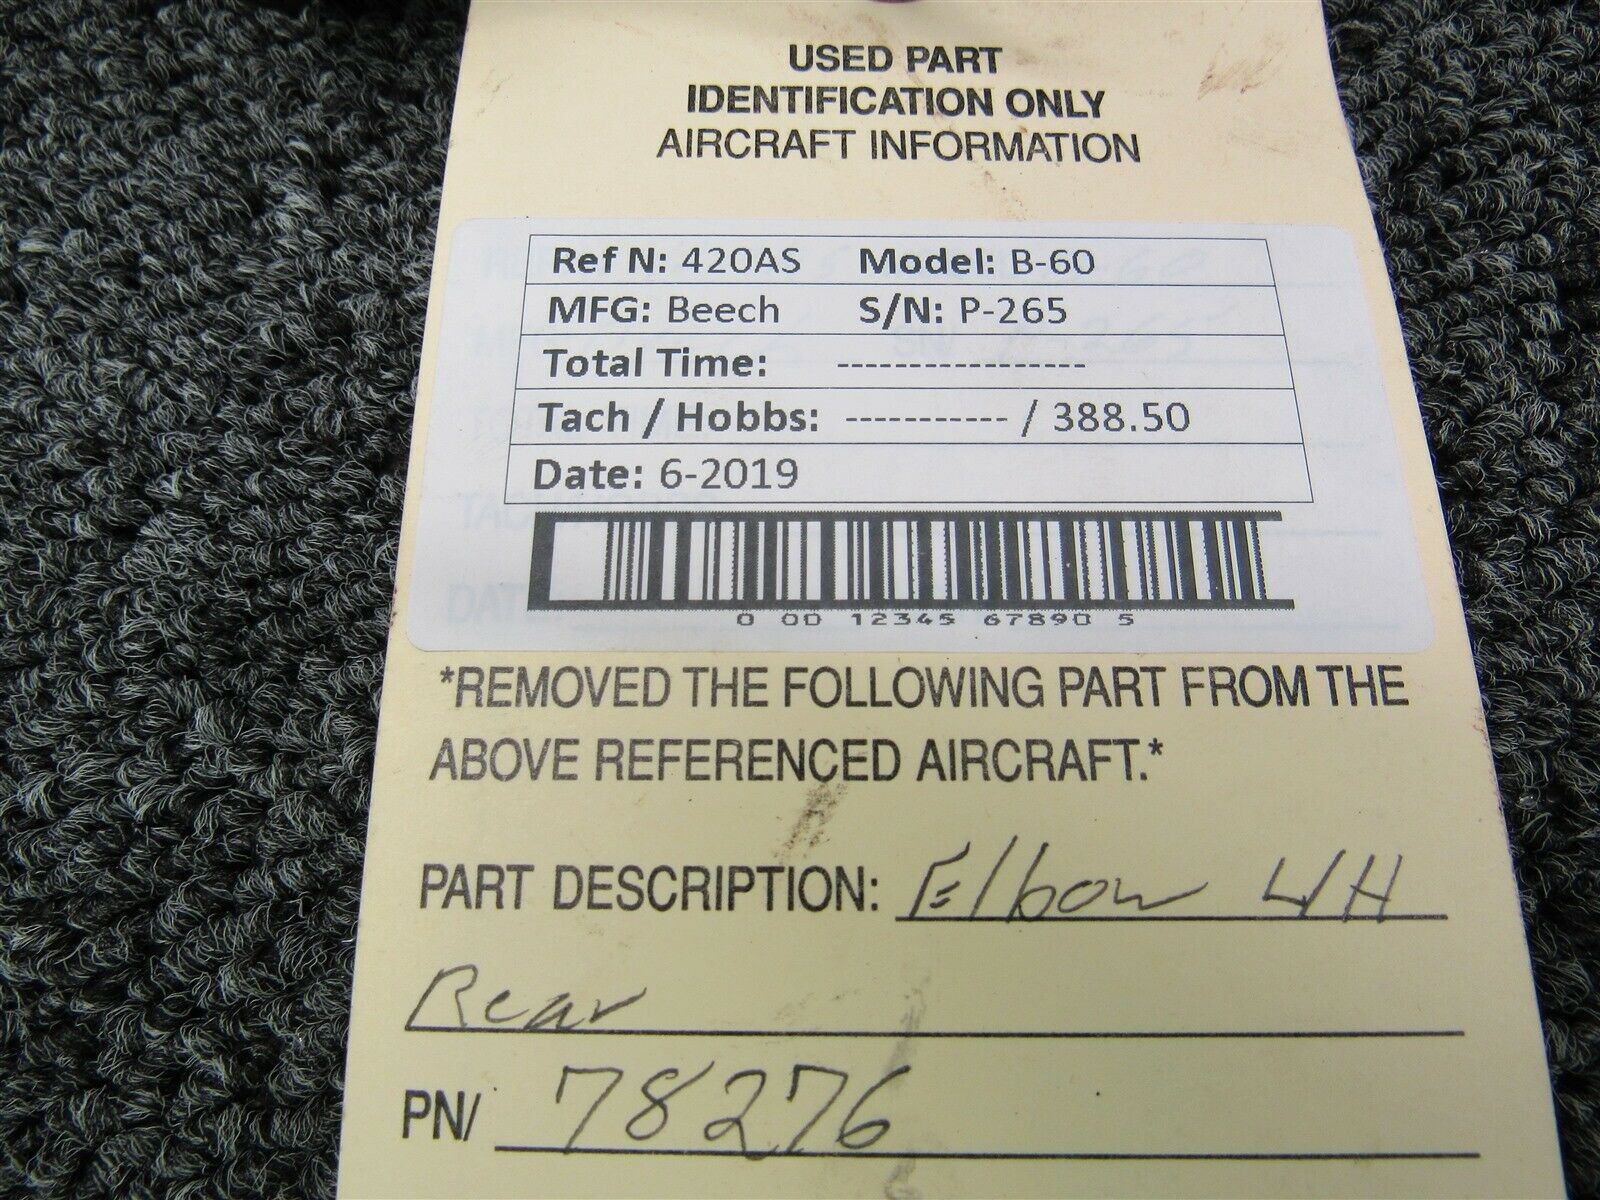 USED PART
IDENTIFICATION ONLY
AIRCRAFT INFORMATION
Ref N: 420AS Model: B-60
MFG: Beech S/N: P-265
Total Time: -----------------
Tach / Hobbs: ----------- / 388.50
Date: 6-2019
0 00 12345 67890 5
*REMOVED THE FOLLOWING PART FROM THE
ABOVE REFERENCED AIRCRAFT.*
PART DESCRIPTION: Elbow LH
Rear
PN/ 78276